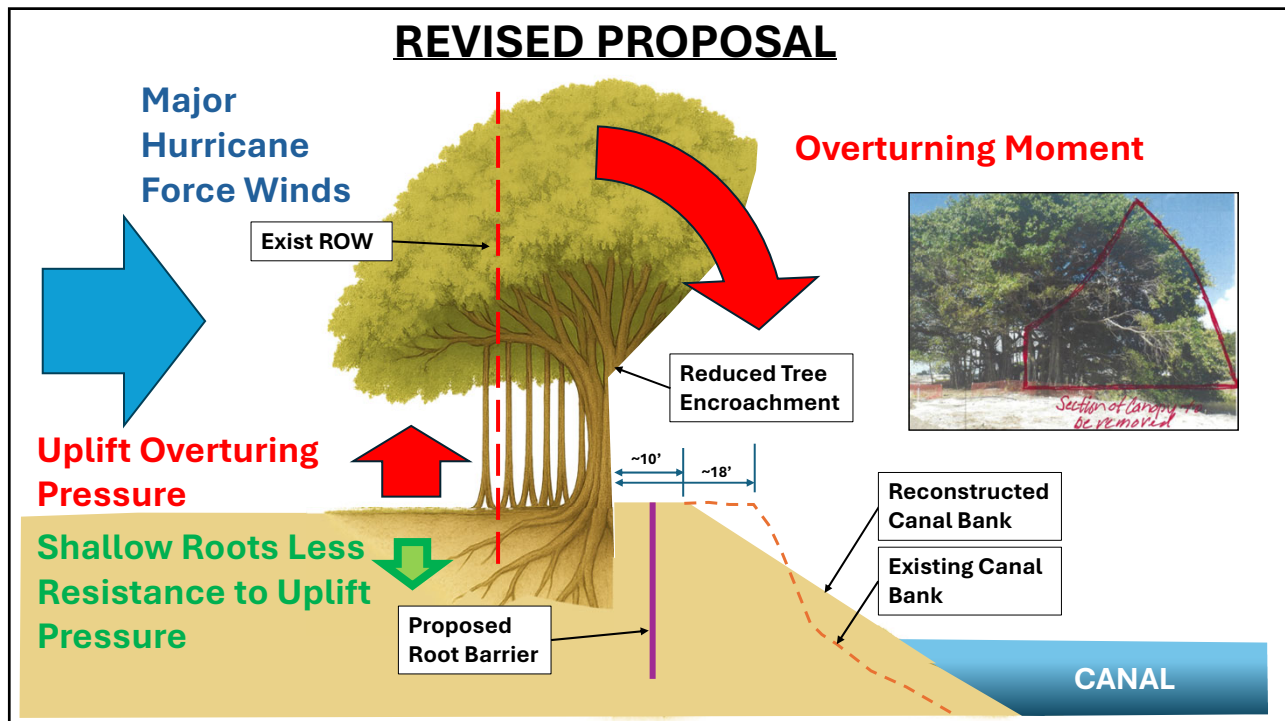 REVISED PROPOSAL
Major
Hurricane
Force Winds
Overturning Moment
Exist ROW
Section of Canopy to
be removed
Reduced Tree
Encroachment
Uplift Overturing
Pressure
~10’
~18’
Reconstructed
Canal Bank
Existing Canal
Bank
Shallow Roots Less
Resistance to Uplift
Pressure
Proposed
Root Barrier
CANAL